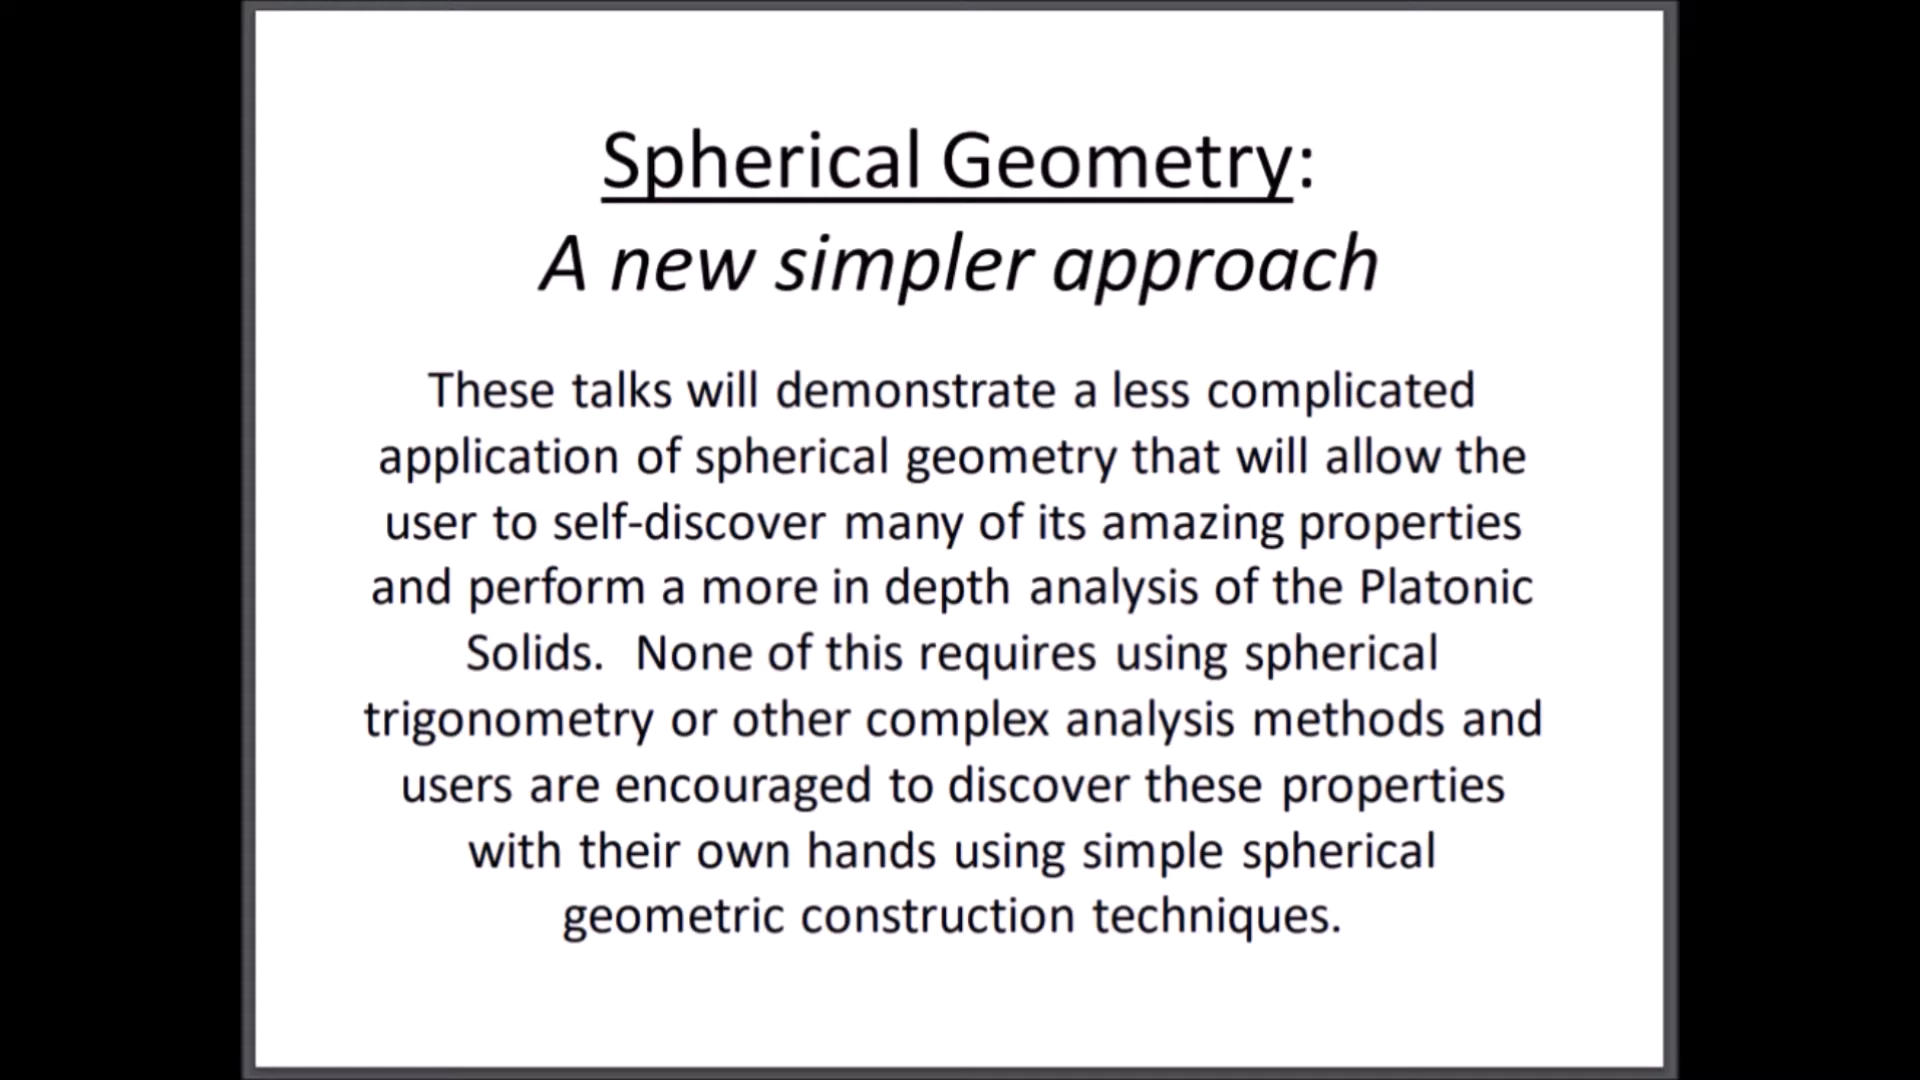 Spherical Geometry:
A new simpler approach
These talks will demonstrate a less complicated
application of spherical geometry that will allow the
user to self-discover many of its amazing properties
and perform a more in depth analysis of the Platonic
Solids.  None of this requires using spherical
trigonometry or other complex analysis methods and
users are encouraged to discover these properties
with their own hands using simple spherical
geometric construction techniques.